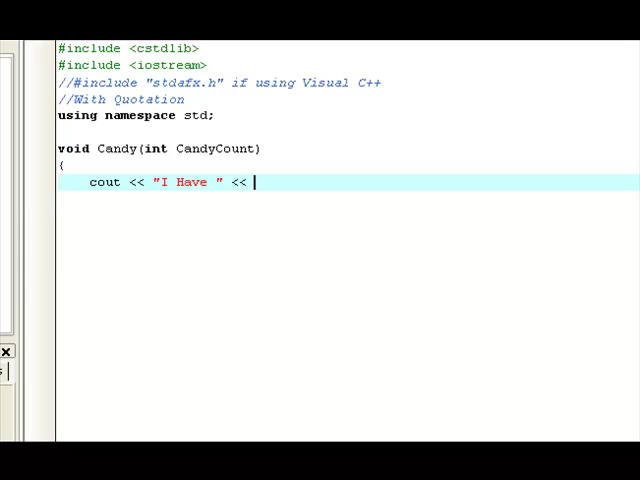 #include <cstdlib>
#include <iostream>
//#include "stdafx.h" if using Visual C++
//With Quotation
using namespace std;
void Candy(int CandyCount)
{
cout << "I Have " <<